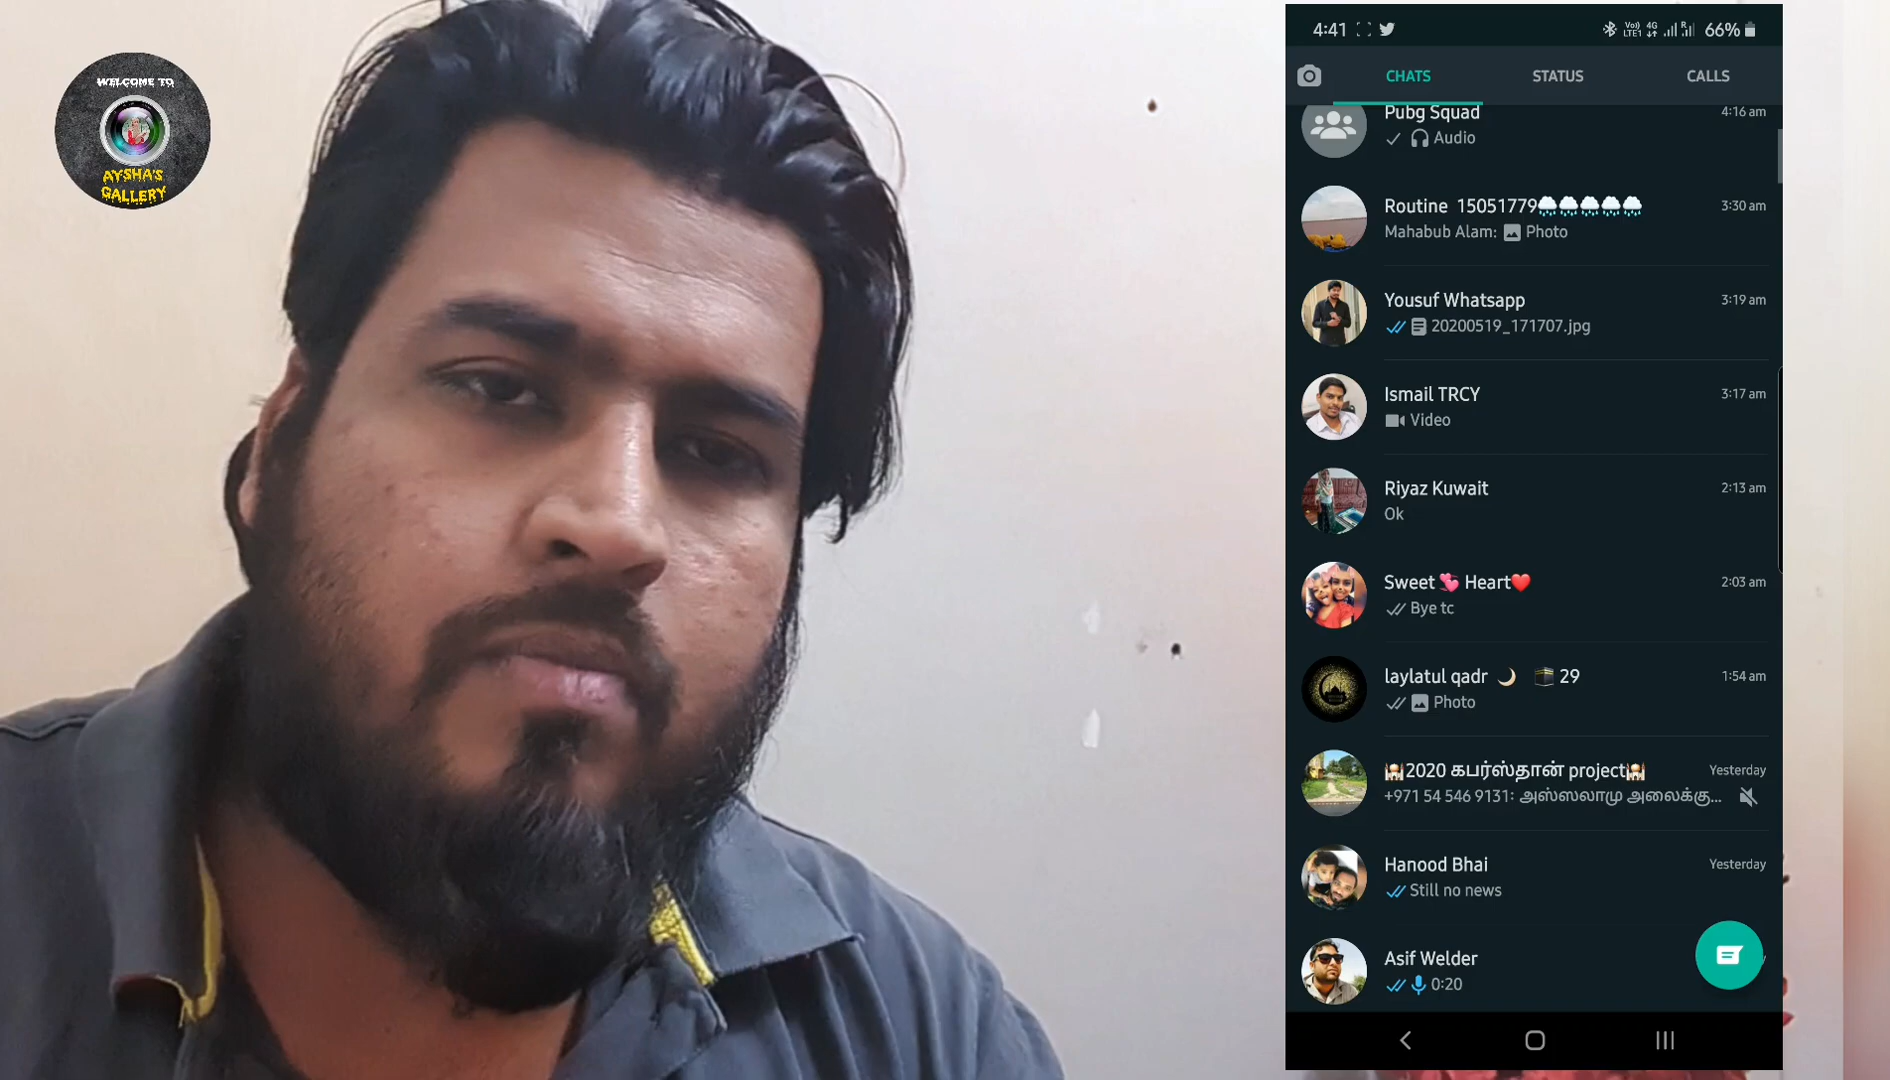 WELCOME TO
AYSHA'S
GALLERY
4:41
Vo)) LTE1 4G R 66%
CHATS STATUS CALLS
Pubg Squad 4:16 am
Audio
Routine 15051779🌧🌧🌧🌧🌧 3:30 am
Mahabub Alam: Photo
Yousuf Whatsapp 3:19 am
20200519_171707.jpg
Ismail TRCY 3:17 am
Video
Riyaz Kuwait 2:13 am
Ok
Sweet 💞 Heart❤️ 2:03 am
Bye tc
laylatul qadr 🌙 🕋 29 1:54 am
Photo
🕌2020 கபர்ஸ்தான் project🕌 Yesterday
+971 54 546 9131: அஸ்ஸலாமு அலைக்கு...
Hanood Bhai Yesterday
Still no news
Asif Welder
0:20